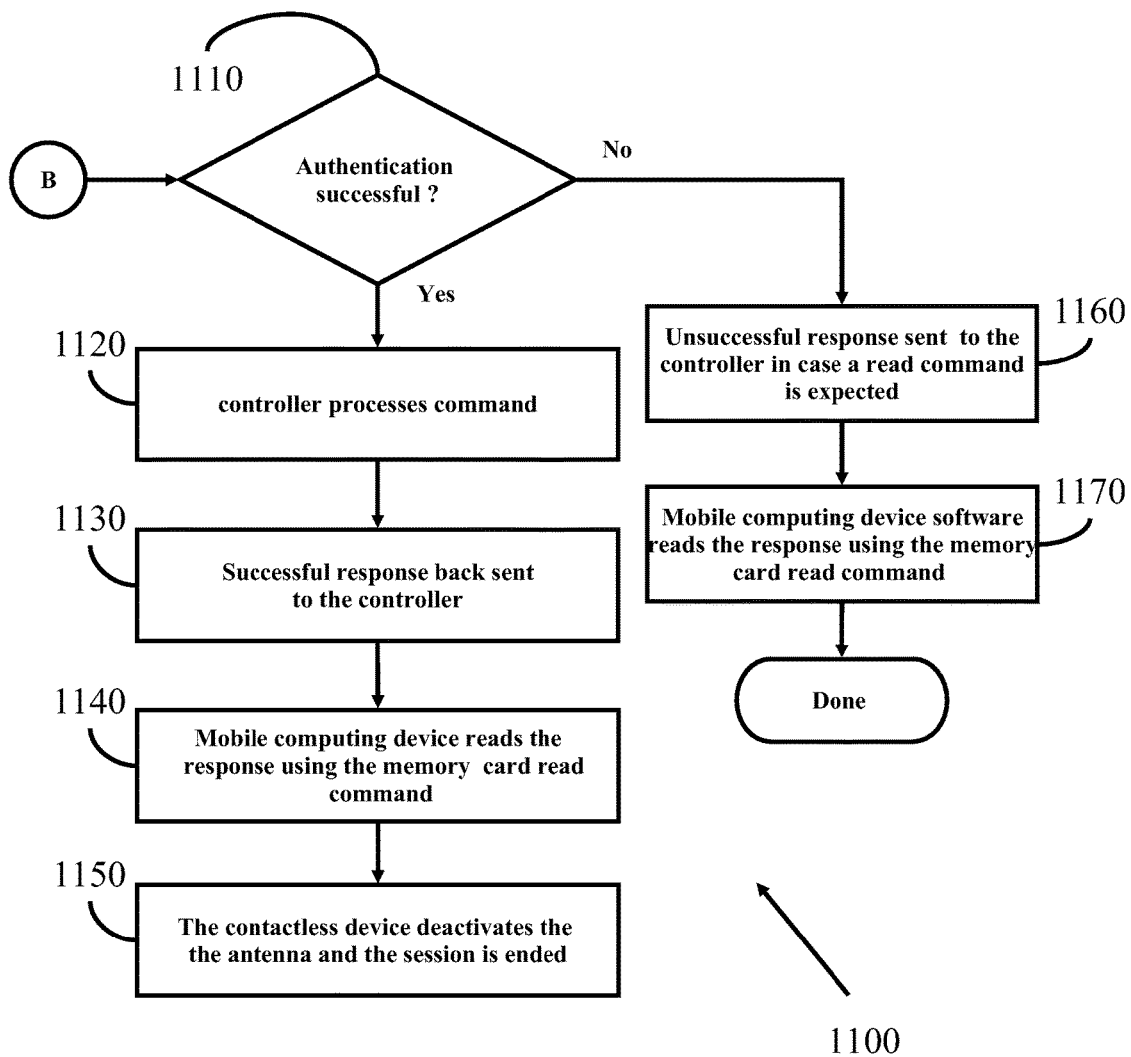 1110
B
Authentication
successful ?
No
Yes
1120
controller processes command
1130
Successful response back sent
to the controller
1140
Mobile computing device reads the
response using the memory card read
command
1150
The contactless device deactivates the
the antenna and the session is ended
1160
Unsuccessful response sent to the
controller in case a read command
is expected
1170
Mobile computing device software
reads the response using the memory
card read command
Done
1100